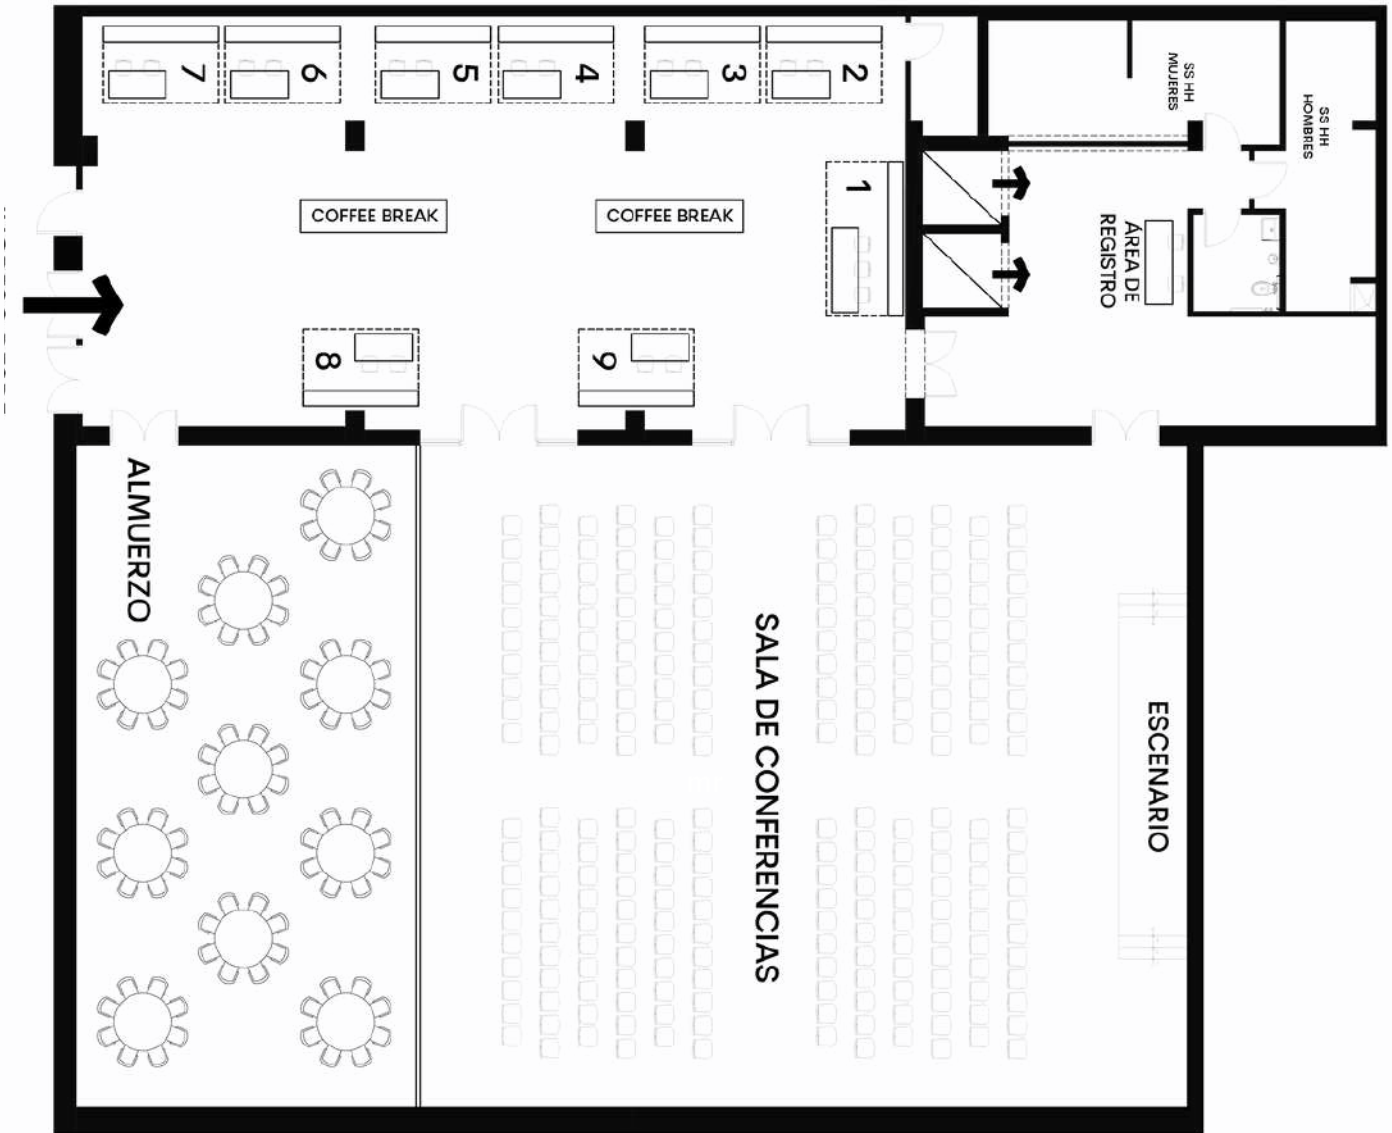 7
6
5
4
3
2
SS HH
MUJERES
SS HH
HOMBRES
1
COFFEE BREAK
COFFEE BREAK
ÁREA DE
REGISTRO
8
9
ALMUERZO
SALA DE CONFERENCIAS
ESCENARIO